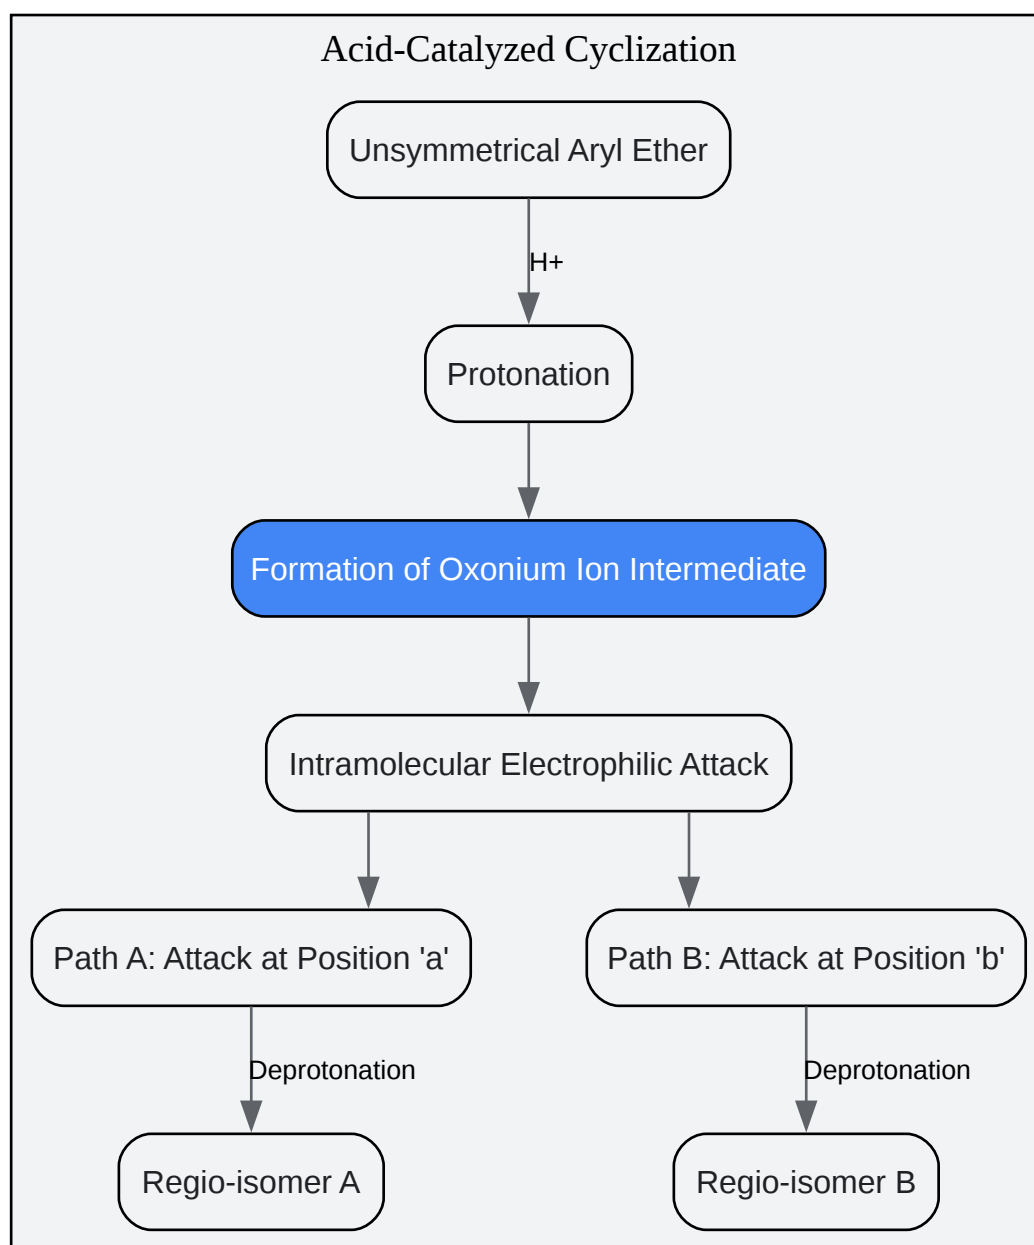 Acid-Catalyzed Cyclization
Unsymmetrical Aryl Ether
H+
Protonation
Formation of Oxonium Ion Intermediate
Intramolecular Electrophilic Attack
Path A: Attack at Position 'a'
Path B: Attack at Position 'b'
Deprotonation
Deprotonation
Regio-isomer A
Regio-isomer B